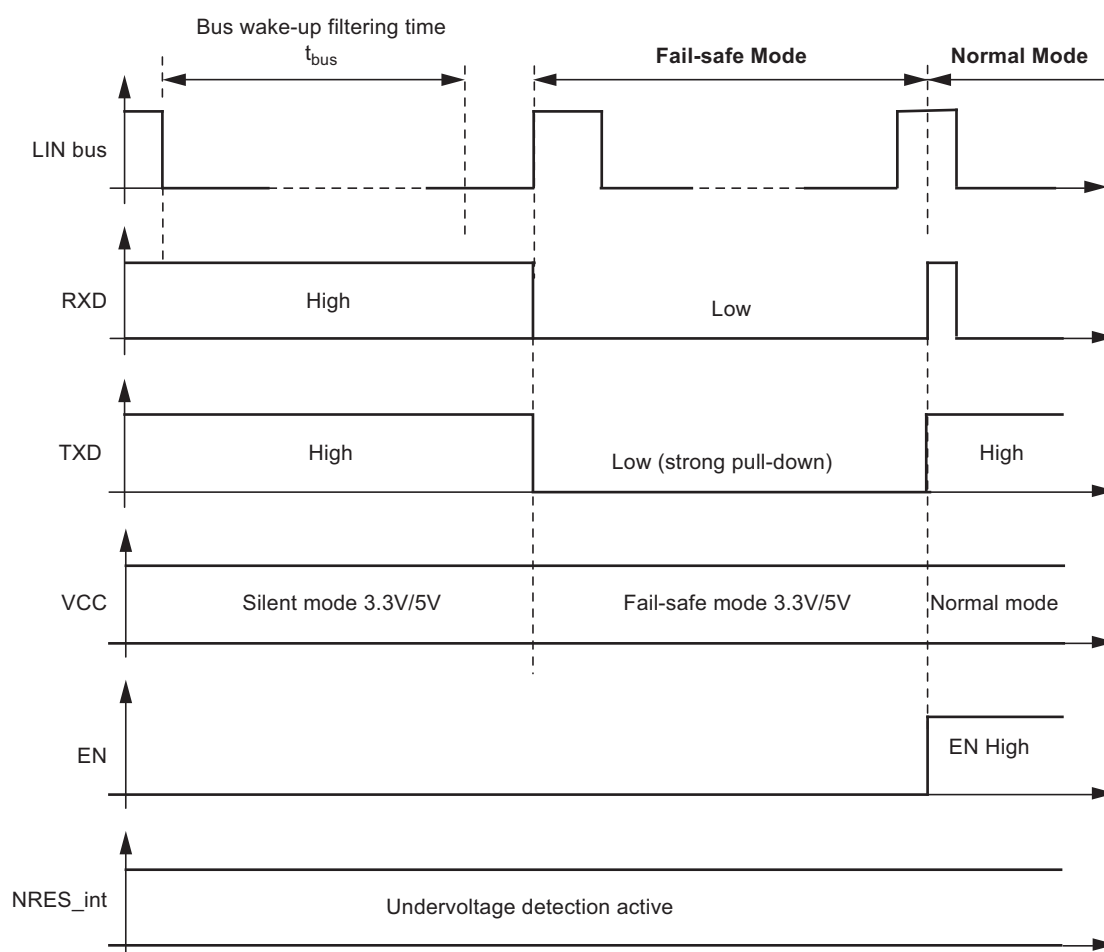 Bus wake-up filtering time
tbus
Fail-safe Mode
Normal Mode
LIN bus
RXD
High
Low
TXD
High
Low (strong pull-down)
High
VCC
Silent mode 3.3V/5V
Fail-safe mode 3.3V/5V
Normal mode
EN
EN High
NRES_int
Undervoltage detection active